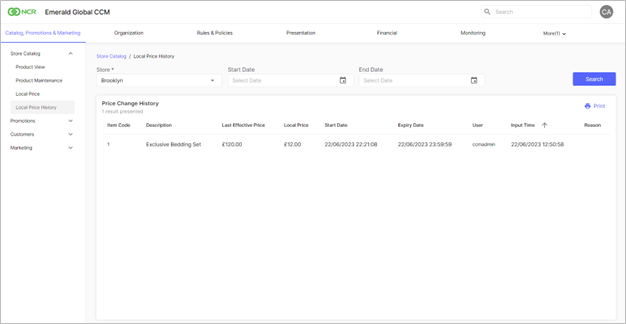 NCR Emerald Global CCM Search CA
Catalog, Promotions & Marketing Organization Rules & Policies Presentation Financial Monitoring More(1)
Store Catalog
Product View
Product Maintenance
Local Price
Local Price History
Promotions
Customers
Marketing
Store Catalog / Local Price History
Store * Start Date End Date
Brooklyn Select Date Select Date Search
Price Change History
1 result presented Print
Item Code Description Last Effective Price Local Price Start Date Expiry Date User Input Time Reason
1 Exclusive Bedding Set £120.00 £12.00 22/06/2023 22:21:08 22/06/2023 23:59:59 ccmadmin 22/06/2023 12:50:58